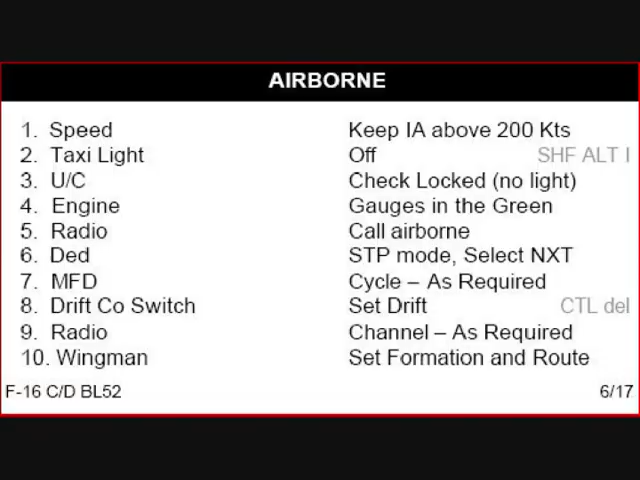 AIRBORNE
1. Speed Keep IA above 200 Kts
2. Taxi Light Off SHF ALT I
3. U/C Check Locked (no light)
4. Engine Gauges in the Green
5. Radio Call airborne
6. Ded STP mode, Select NXT
7. MFD Cycle – As Required
8. Drift Co Switch Set Drift CTL del
9. Radio Channel – As Required
10. Wingman Set Formation and Route
F-16 C/D BL52 6/17